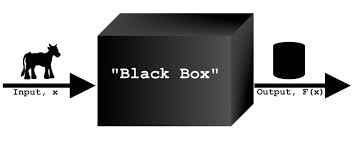 "Black Box"
Input, x
Output, F(x)